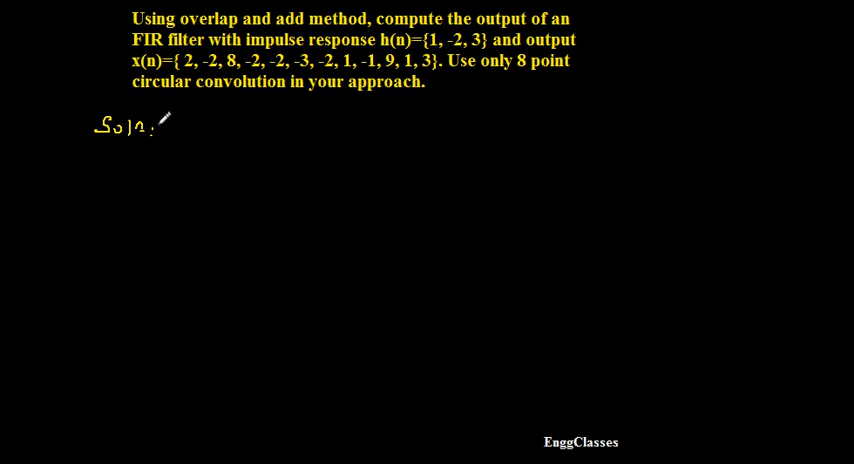 Using overlap and add method, compute the output of an
FIR filter with impulse response h(n)={1, -2, 3} and output
x(n)={ 2, -2, 8, -2, -2, -3, -2, 1, -1, 9, 1, 3}. Use only 8 point
circular convolution in your approach.
Soln:
EnggClasses